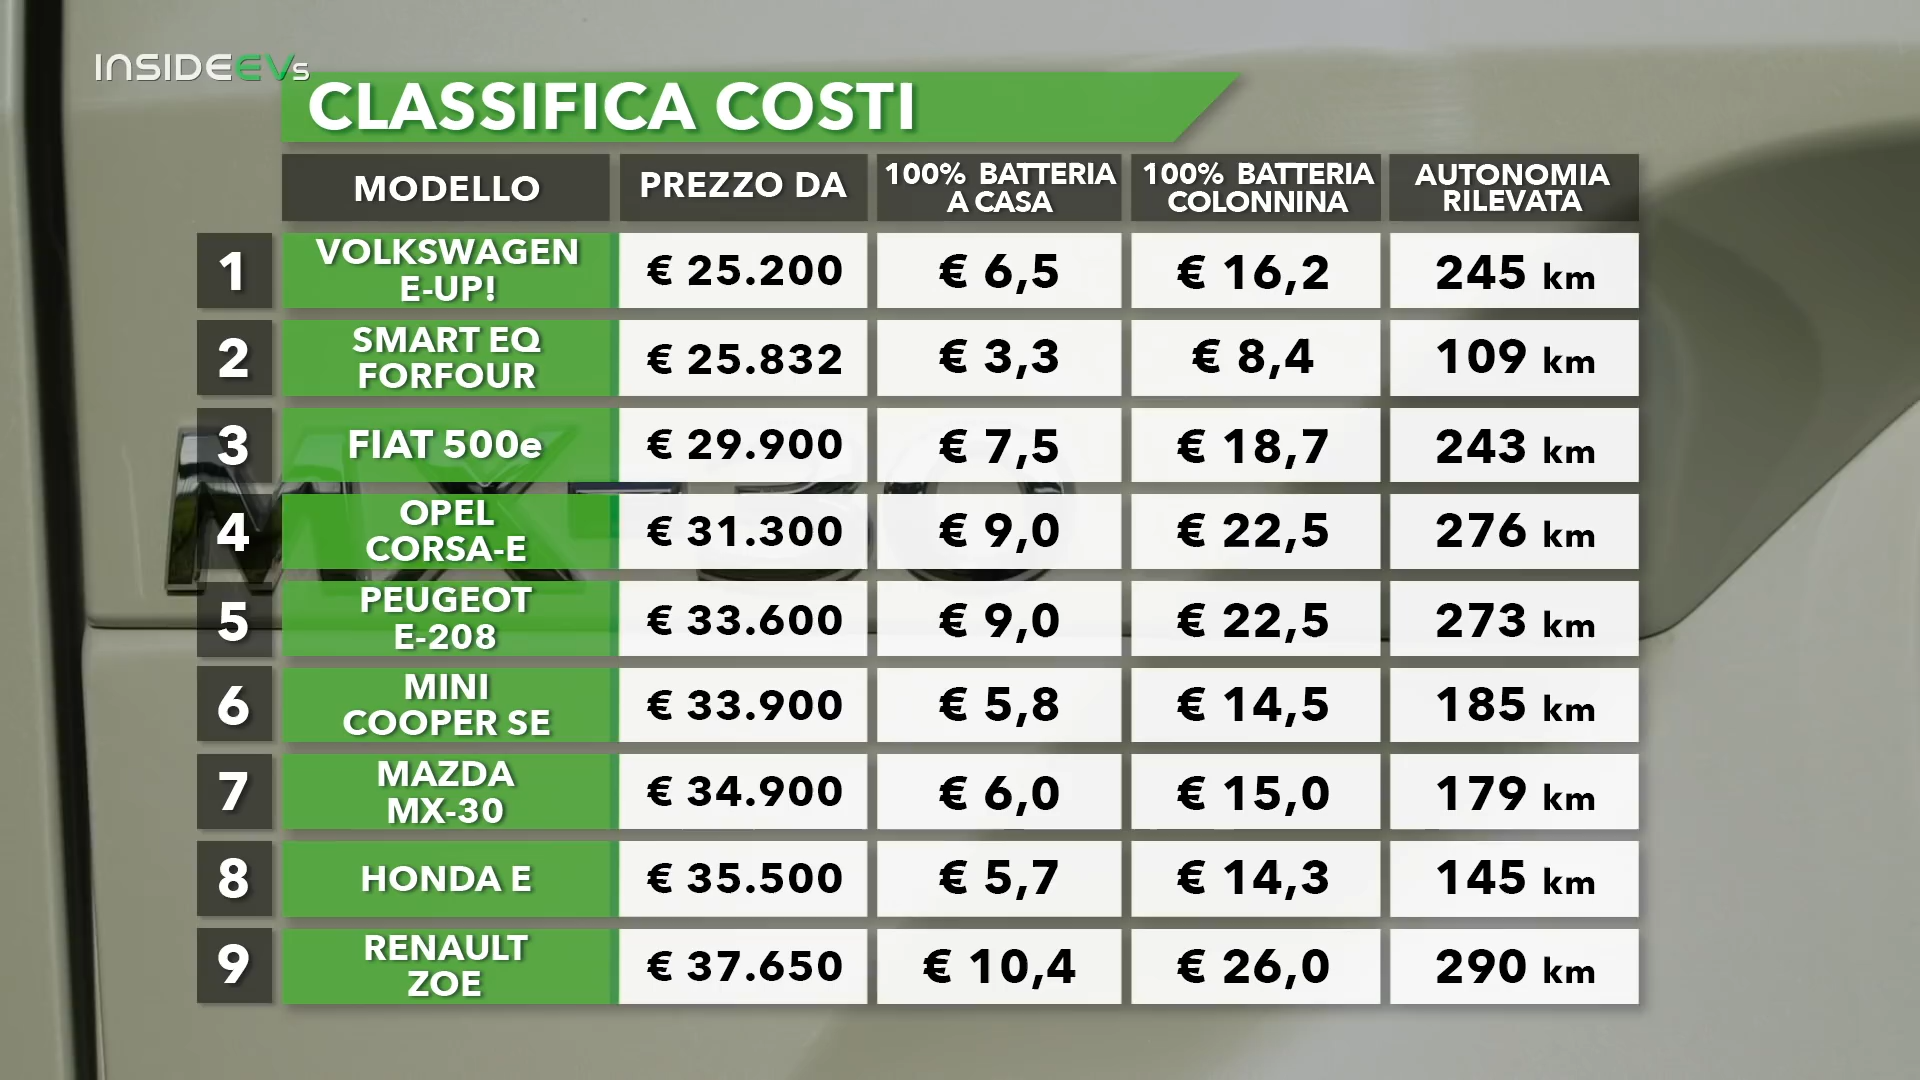 INSIDEEVs
CLASSIFICA COSTI
MODELLO PREZZO DA 100% BATTERIA A CASA 100% BATTERIA COLONNINA AUTONOMIA RILEVATA
1 VOLKSWAGEN E-UP! € 25.200 € 6,5 € 16,2 245 km
2 SMART EQ FORFOUR € 25.832 € 3,3 € 8,4 109 km
3 FIAT 500e € 29.900 € 7,5 € 18,7 243 km
4 OPEL CORSA-E € 31.300 € 9,0 € 22,5 276 km
5 PEUGEOT E-208 € 33.600 € 9,0 € 22,5 273 km
6 MINI COOPER SE € 33.900 € 5,8 € 14,5 185 km
7 MAZDA MX-30 € 34.900 € 6,0 € 15,0 179 km
8 HONDA E € 35.500 € 5,7 € 14,3 145 km
9 RENAULT ZOE € 37.650 € 10,4 € 26,0 290 km
MX-30